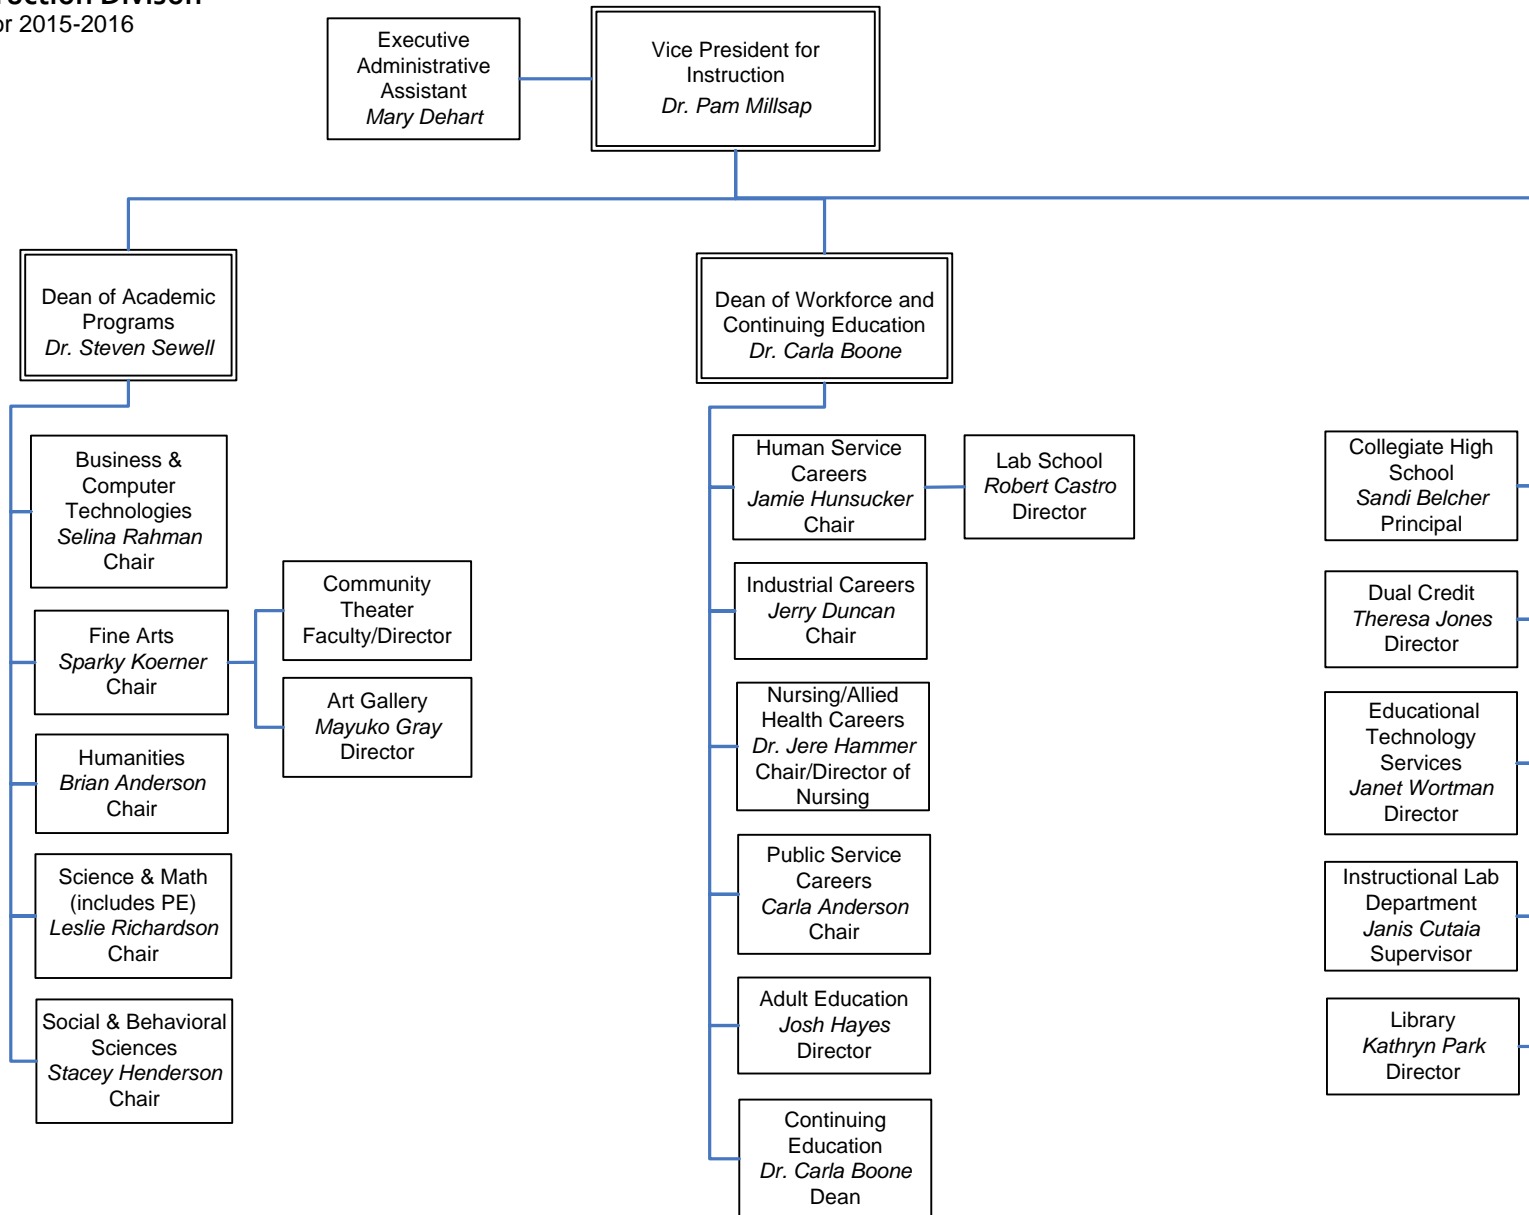 Divison
or 2015-2016
Executive
Administrative
Assistant
Mary Dehart
Vice President for
Instruction
Dr. Pam Millsap
Dean of Academic
Programs
Dr. Steven Sewell
Dean of Workforce and
Continuing Education
Dr. Carla Boone
Business &
Computer
Technologies
Selina Rahman
Chair
Fine Arts
Sparky Koerner
Chair
Community
Theater
Faculty/Director
Art Gallery
Mayuko Gray
Director
Humanities
Brian Anderson
Chair
Science & Math
(includes PE)
Leslie Richardson
Chair
Social & Behavioral
Sciences
Stacey Henderson
Chair
Human Service
Careers
Jamie Hunsucker
Chair
Lab School
Robert Castro
Director
Industrial Careers
Jerry Duncan
Chair
Nursing/Allied
Health Careers
Dr. Jere Hammer
Chair/Director of
Nursing
Public Service
Careers
Carla Anderson
Chair
Adult Education
Josh Hayes
Director
Continuing
Education
Dr. Carla Boone
Dean
Collegiate High
School
Sandi Belcher
Principal
Dual Credit
Theresa Jones
Director
Educational
Technology
Services
Janet Wortman
Director
Instructional Lab
Department
Janis Cutaia
Supervisor
Library
Kathryn Park
Director